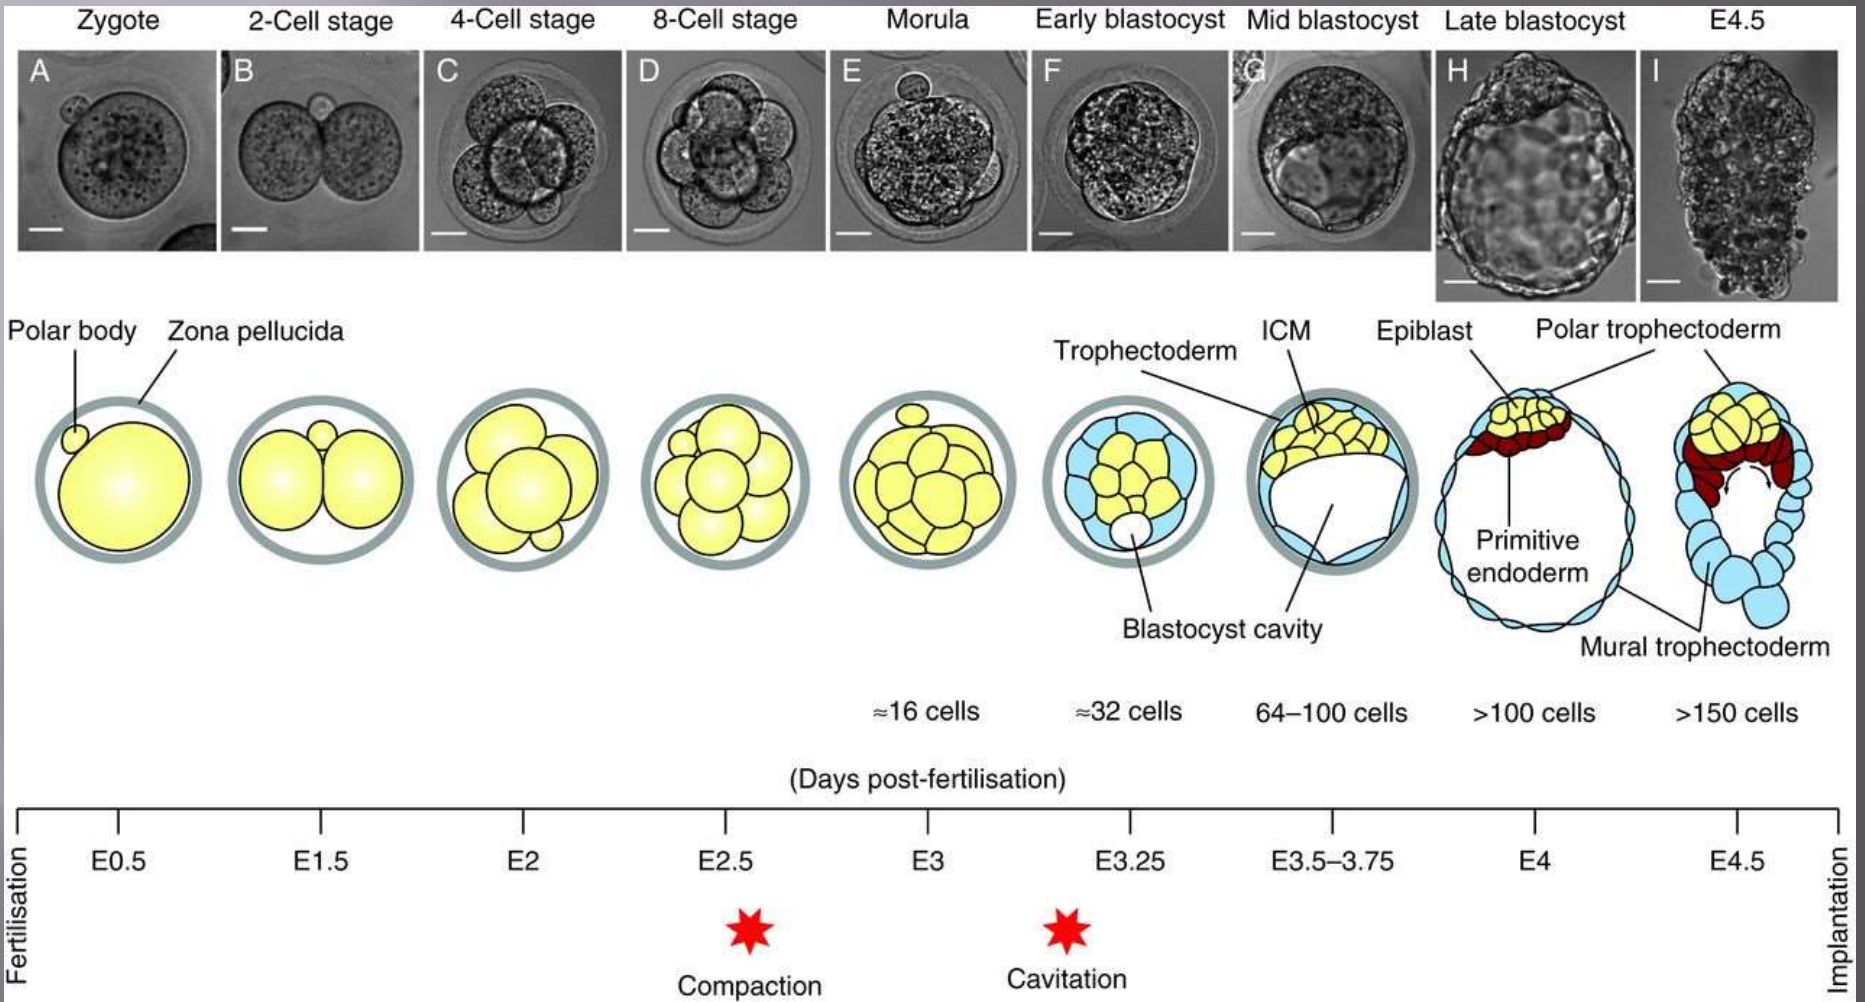 Zygote
2-Cell stage
4-Cell stage
8-Cell stage
Morula
Early blastocyst
Mid blastocyst
Late blastocyst
E4.5
A
B
C
D
E
F
G
H
I
Polar body
Zona pellucida
Trophectoderm
ICM
Epiblast
Polar trophectoderm
Primitive
endoderm
Blastocyst cavity
Mural trophectoderm
≈16 cells
≈32 cells
64–100 cells
>100 cells
>150 cells
(Days post-fertilisation)
Fertilisation
E0.5
E1.5
E2
E2.5
E3
E3.25
E3.5–3.75
E4
E4.5
Implantation
Compaction
Cavitation